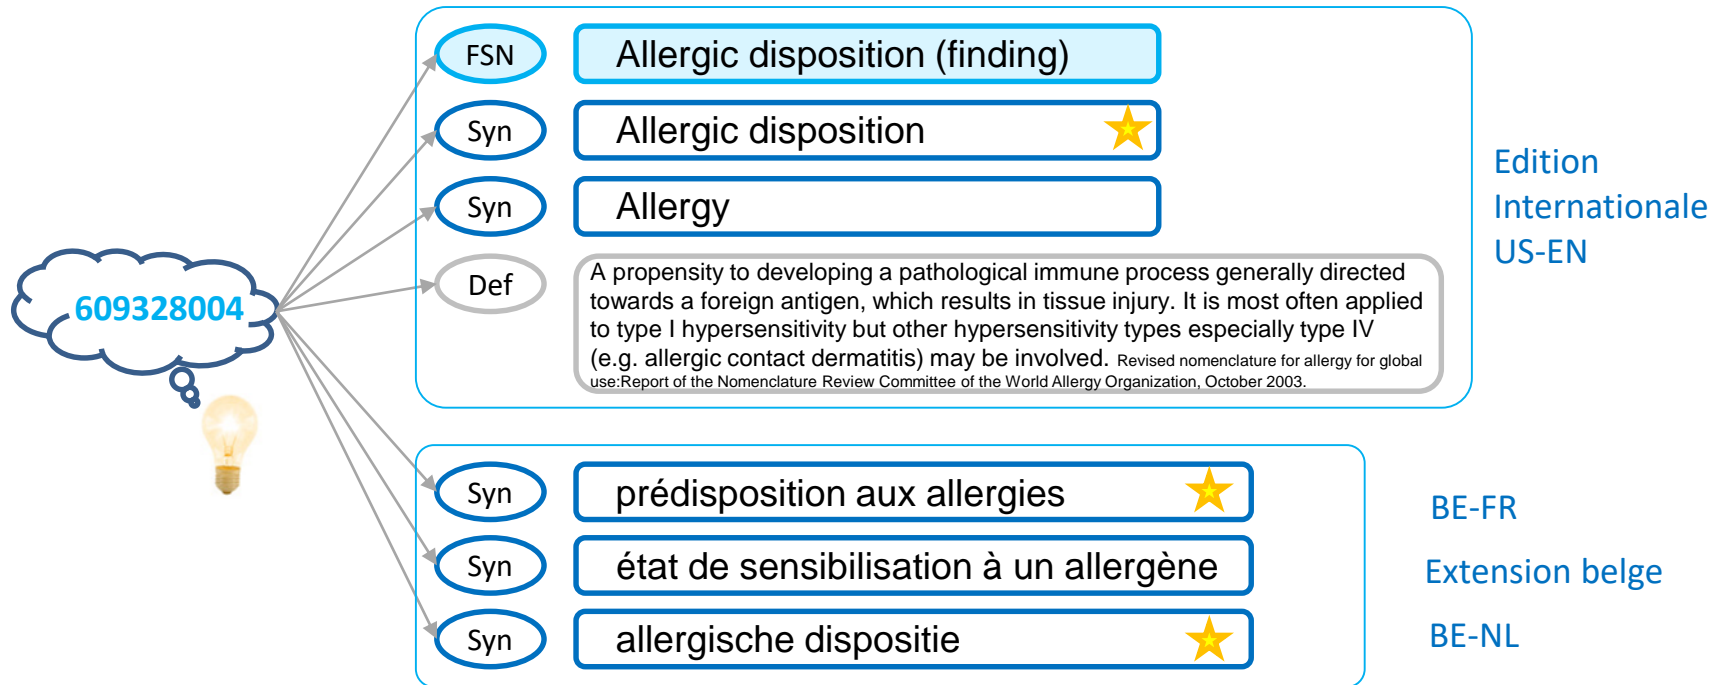 FSN Allergic disposition (finding)
Syn Allergic disposition
Syn Allergy
Def
A propensity to developing a pathological immune process generally directed
towards a foreign antigen, which results in tissue injury. It is most often applied
to type I hypersensitivity but other hypersensitivity types especially type IV
(e.g. allergic contact dermatitis) may be involved. Revised nomenclature for allergy for global
use:Report of the Nomenclature Review Committee of the World Allergy Organization, October 2003.
Edition
Internationale
US-EN
609328004
Syn prédisposition aux allergies
BE-FR
Syn état de sensibilisation à un allergène
Extension belge
Syn allergische dispositie
BE-NL